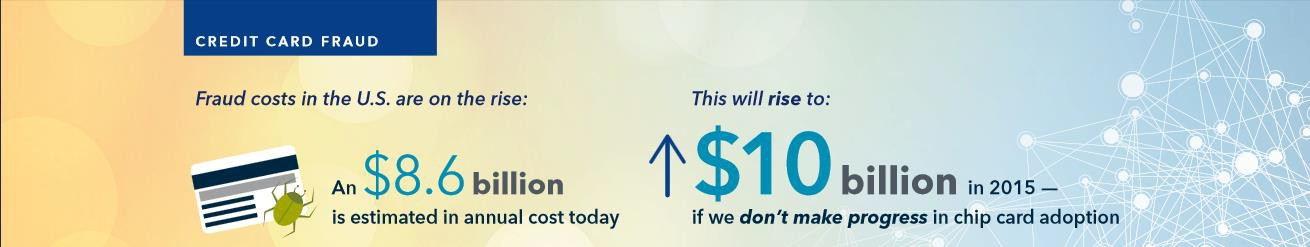 CREDIT CARD FRAUD
Fraud costs in the U.S. are on the rise:
An $8.6 billion
is estimated in annual cost today
This will rise to:
$10 billion in 2015 —
if we don't make progress in chip card adoption